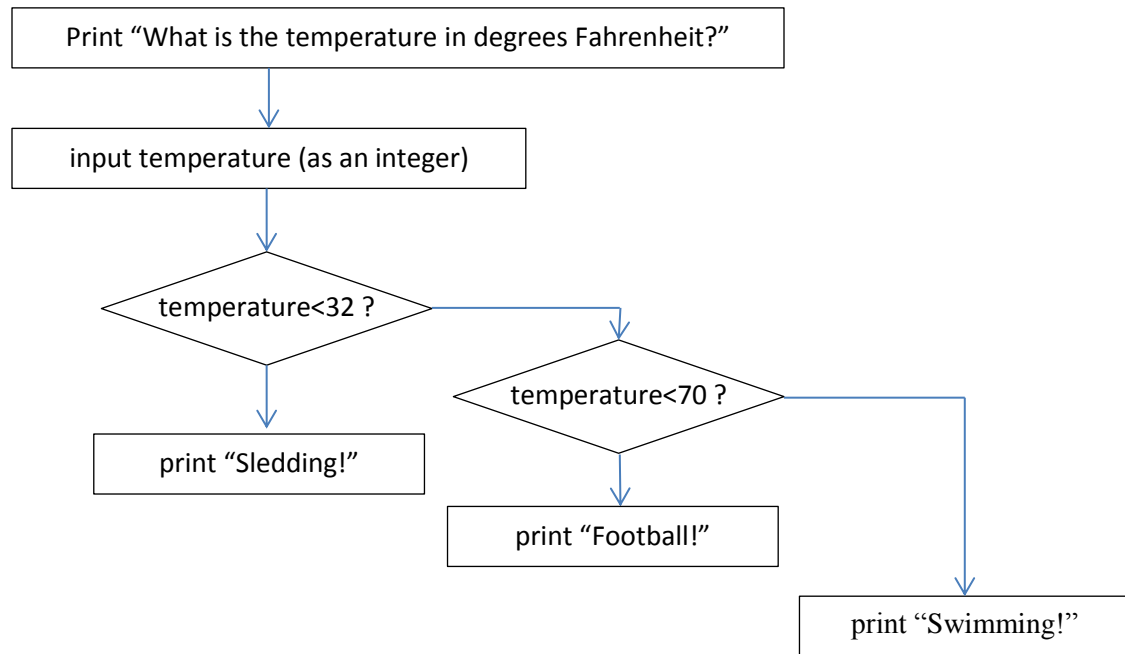 Print “What is the temperature in degrees Fahrenheit?”
input temperature (as an integer)
temperature<32 ?
temperature<70 ?
print “Sledding!”
print “Football!”
print “Swimming!”